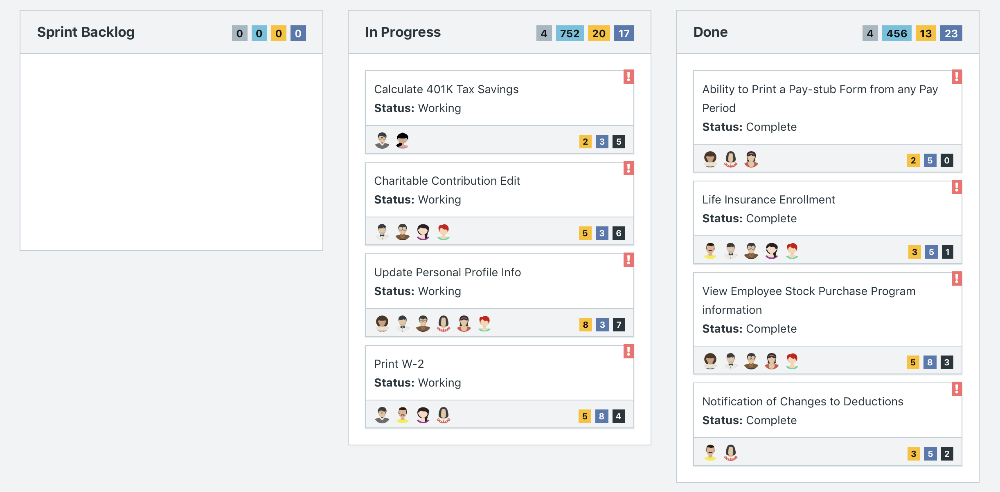 Sprint Backlog 0 0 0 0
In Progress 4 752 20 17
!
Calculate 401K Tax Savings
Status: Working
2 3 5
!
Charitable Contribution Edit
Status: Working
5 3 6
!
Update Personal Profile Info
Status: Working
8 3 7
!
Print W-2
Status: Working
5 8 4
Done 4 456 13 23
!
Ability to Print a Pay-stub Form from any Pay
Period
Status: Complete
2 5 0
!
Life Insurance Enrollment
Status: Complete
3 5 1
!
View Employee Stock Purchase Program
information
Status: Complete
5 8 3
!
Notification of Changes to Deductions
Status: Complete
3 5 2